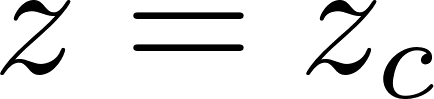 z = z_c